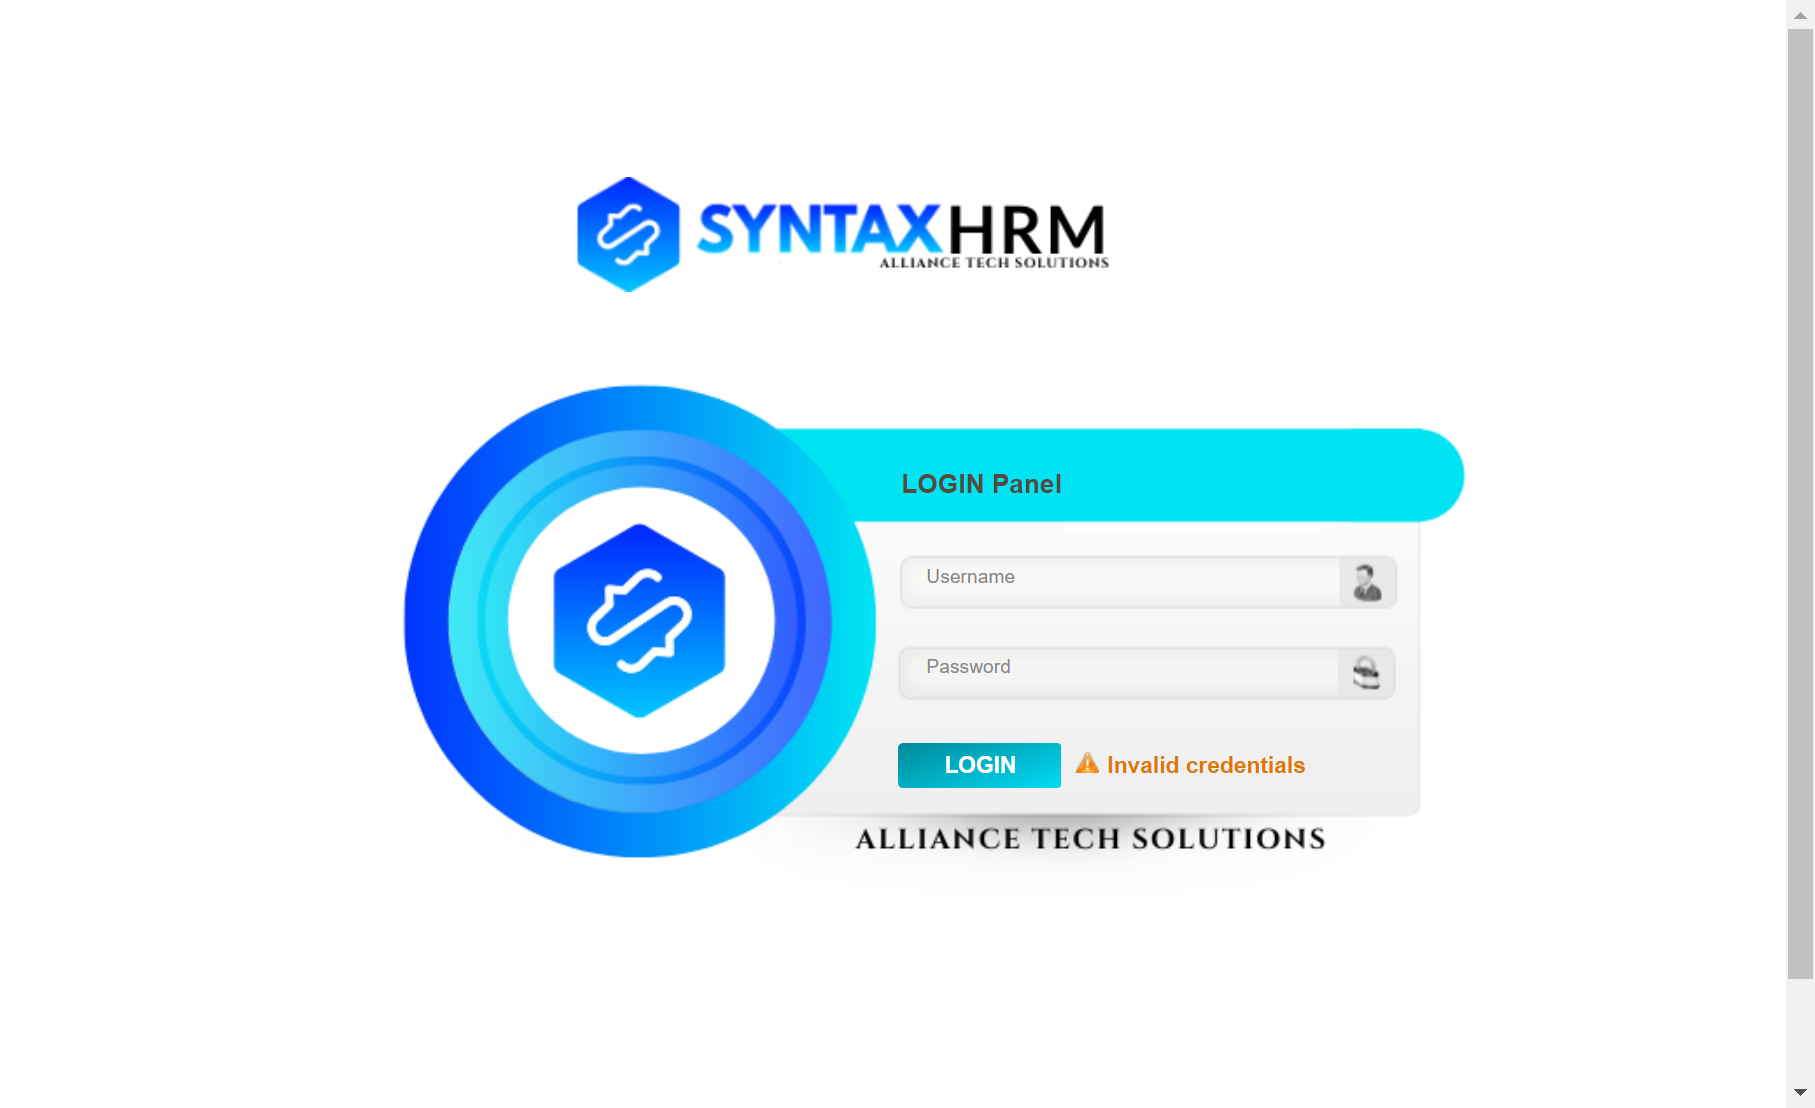 SYNTAXHRM
ALLIANCE TECH SOLUTIONS
LOGIN Panel
Username
Password
LOGIN
Invalid credentials
ALLIANCE TECH SOLUTIONS